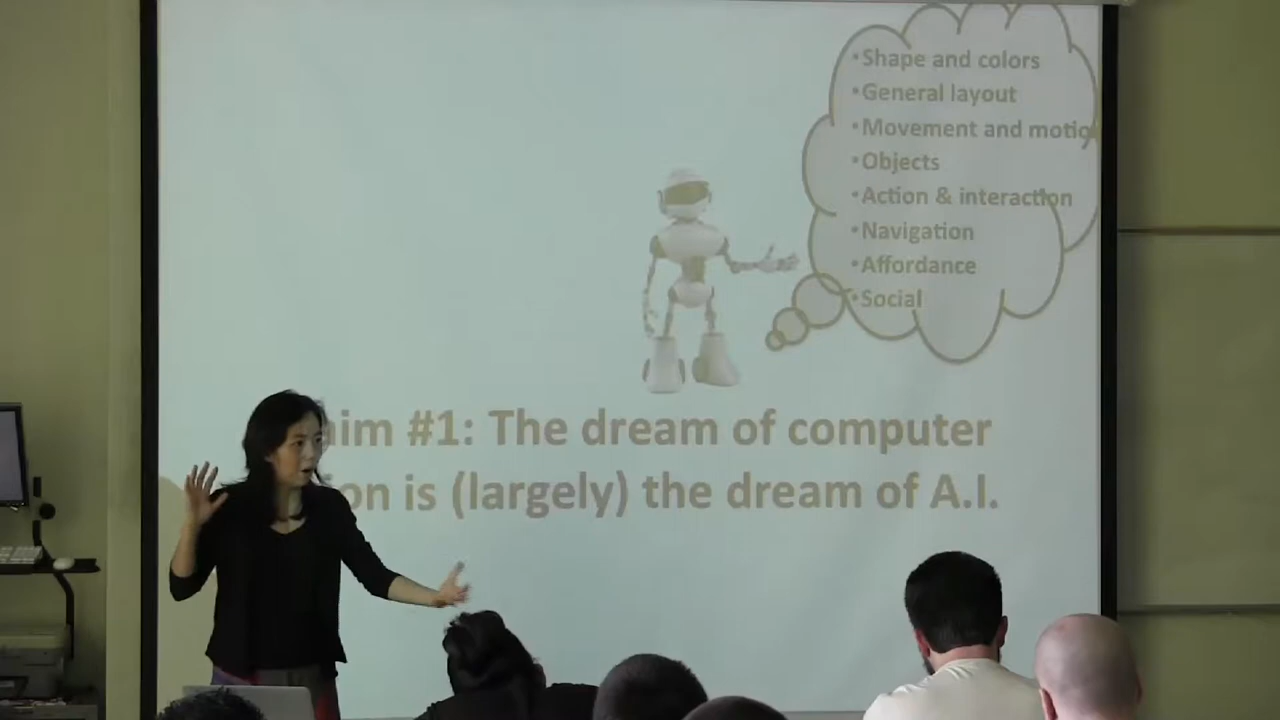 •Shape and colors
•General layout
•Movement and motio
•Objects
•Action & interaction
•Navigation
•Affordance
•Social
aim #1: The dream of computer
on is (largely) the dream of A.I.